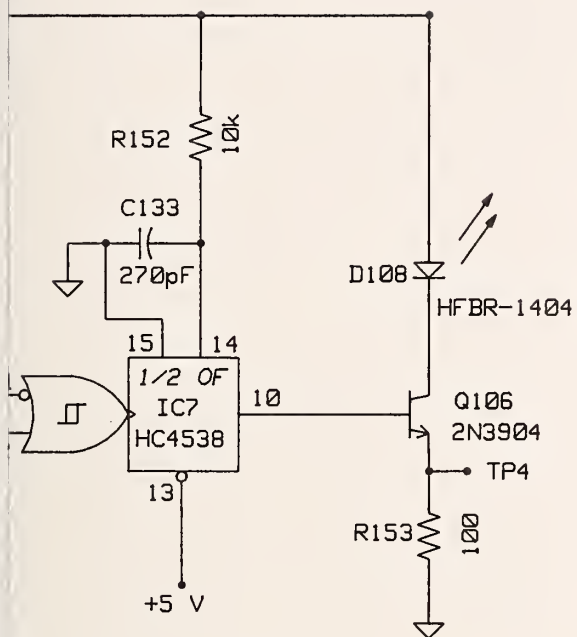 R152
10k
C133
270pF
D108
HFBR-1404
15
14
1/2 OF
IC7
HC4538
10
13
+5 V
Q106
2N3904
TP4
R153
100